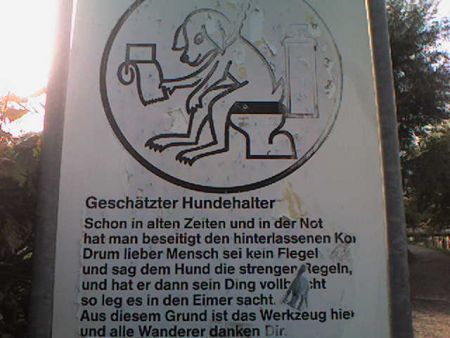 Geschätzter Hundehalter
Schon in alten Zeiten und in der Not
hat man beseitigt den hinterlassenen
Drum lieber Mensch sei kein Flegel
und sag dem Hund die strengen Regeln,
und hat er dann sein Ding
so leg es in den Eimer sacht.
Aus diesem Grund ist das Werkzeug hier
und alle Wanderer danken Dir.